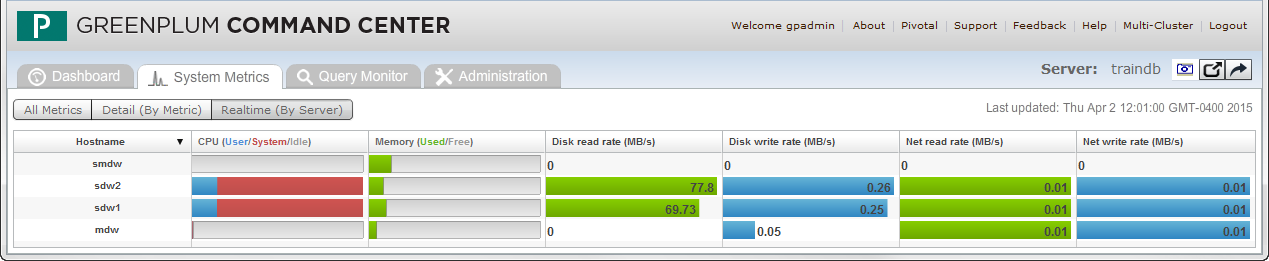 P GREENPLUM COMMAND CENTER Welcome gpadmin About Pivotal Support Feedback Help Multi-Cluster Logout
Dashboard System Metrics Query Monitor Administration Server: traindb
All Metrics Detail (By Metric) Realtime (By Server) Last updated: Thu Apr 2 12:01:00 GMT-0400 2015
Hostname CPU (User/System/Idle) Memory (Used/Free) Disk read rate (MB/s) Disk write rate (MB/s) Net read rate (MB/s) Net write rate (MB/s)
smdw 0 0 0 0
sdw2 77.8 0.26 0.01 0.01
sdw1 69.73 0.25 0.01 0.01
mdw 0 0.05 0.01 0.01